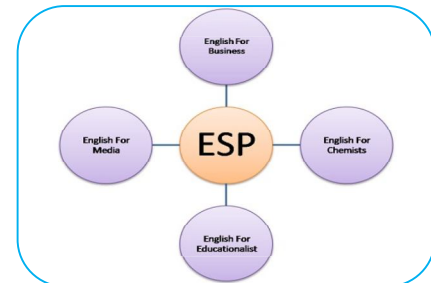 English For
Business
English For
Media
ESP
English For
Chemists
English For
Educationalist